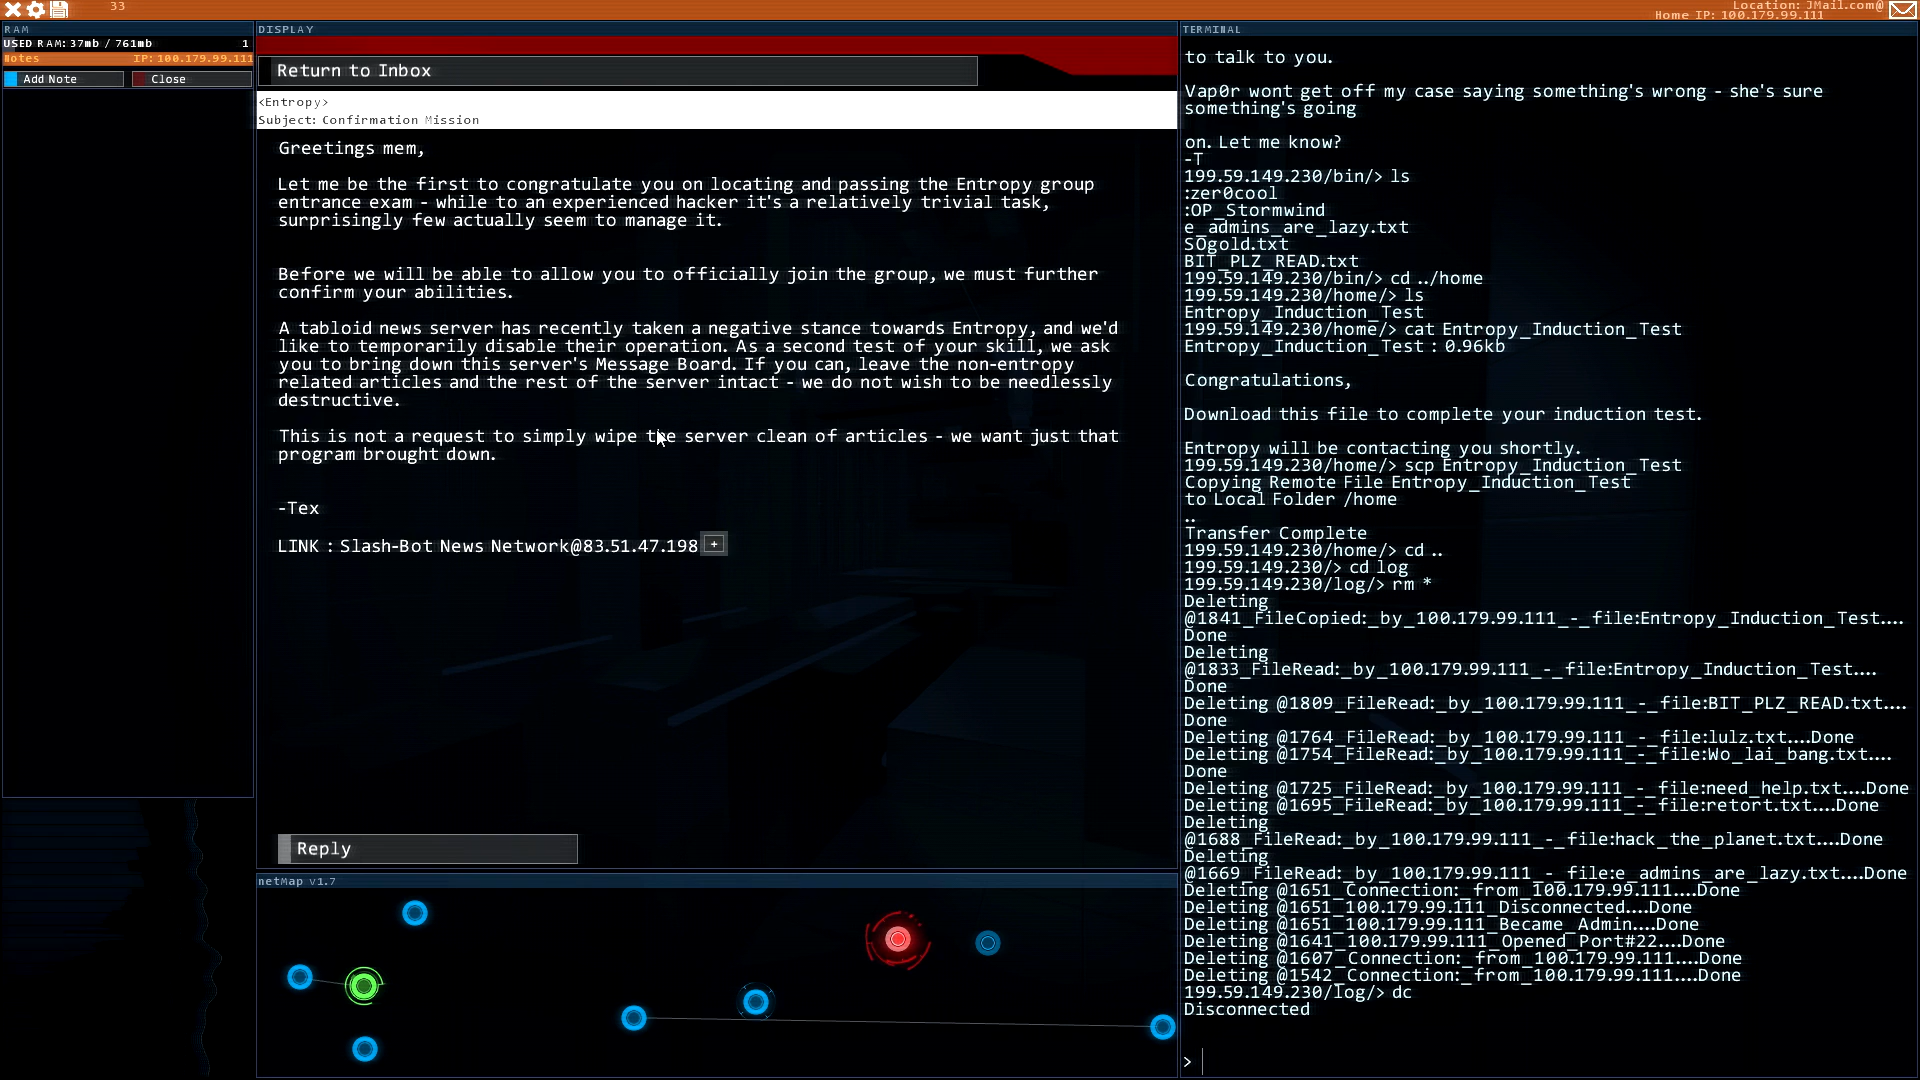 33
Location: JMail.com@
Home IP: 100.179.99.111
RAM
USED RAM: 37mb / 761mb 1
Notes IP: 100.179.99.111
Add Note Close
DISPLAY
Return to Inbox
<Entropy>
Subject: Confirmation Mission
Greetings mem,
Let me be the first to congratulate you on locating and passing the Entropy group
entrance exam - while to an experienced hacker it's a relatively trivial task,
surprisingly few actually seem to manage it.
Before we will be able to allow you to officially join the group, we must further
confirm your abilities.
A tabloid news server has recently taken a negative stance towards Entropy, and we'd
like to temporarily disable their operation. As a second test of your skill, we ask
you to bring down this server's Message Board. If you can, leave the non-entropy
related articles and the rest of the server intact - we do not wish to be needlessly
destructive.
This is not a request to simply wipe the server clean of articles - we want just that
program brought down.
-Tex
LINK : Slash-Bot News Network@83.51.47.198 +
Reply
netMap v1.7
TERMINAL
to talk to you.
Vap0r wont get off my case saying something's wrong - she's sure
something's going
on. Let me know?
-T
199.59.149.230/bin/> ls
:zer0cool
:OP_Stormwind
e_admins_are_lazy.txt
SOgold.txt
BIT_PLZ_READ.txt
199.59.149.230/bin/> cd ../home
199.59.149.230/home/> ls
Entropy_Induction_Test
199.59.149.230/home/> cat Entropy_Induction_Test
Entropy_Induction_Test : 0.96kb
Congratulations,
Download this file to complete your induction test.
Entropy will be contacting you shortly.
199.59.149.230/home/> scp Entropy_Induction_Test
Copying Remote File Entropy_Induction_Test
to Local Folder /home
..
Transfer Complete
199.59.149.230/home/> cd ..
199.59.149.230/> cd log
199.59.149.230/log/> rm *
Deleting
@1841_FileCopied:_by_100.179.99.111_-_file:Entropy_Induction_Test....
Done
Deleting
@1833_FileRead:_by_100.179.99.111_-_file:Entropy_Induction_Test....
Done
Deleting @1809_FileRead:_by_100.179.99.111_-_file:BIT_PLZ_READ.txt....
Done
Deleting @1764_FileRead:_by_100.179.99.111_-_file:lulz.txt....Done
Deleting @1754_FileRead:_by_100.179.99.111_-_file:Wo_lai_bang.txt....
Done
Deleting @1725_FileRead:_by_100.179.99.111_-_file:need_help.txt....Done
Deleting @1695_FileRead:_by_100.179.99.111_-_file:retort.txt....Done
Deleting
@1688_FileRead:_by_100.179.99.111_-_file:hack_the_planet.txt....Done
Deleting
@1669_FileRead:_by_100.179.99.111_-_file:e_admins_are_lazy.txt....Done
Deleting @1651_Connection:_from_100.179.99.111....Done
Deleting @1651_100.179.99.111_Disconnected....Done
Deleting @1651_100.179.99.111_Became_Admin....Done
Deleting @1641_100.179.99.111_Opened_Port#22....Done
Deleting @1607_Connection:_from_100.179.99.111....Done
Deleting @1542_Connection:_from_100.179.99.111....Done
199.59.149.230/log/> dc
Disconnected
>